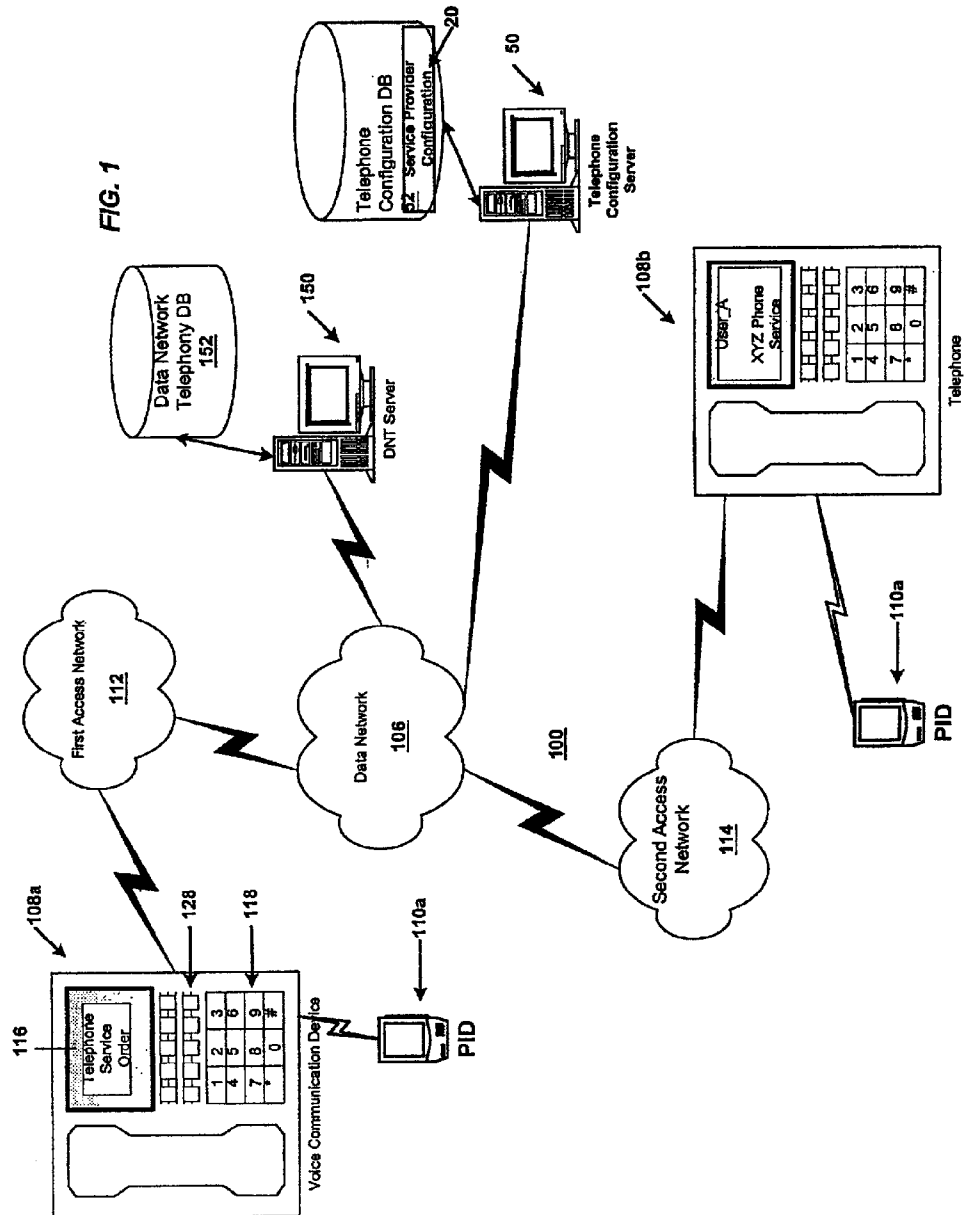 FIG. 1
116
108a
Telephone
Service
Order
128
118
1 2 3
4 5 6
7 8 9
* 0 #
Voice Communication Device
110a
PID
First Access Network
112
Data Network
Telephony DB
152
150
DNT Server
Telephone
Configuration DB
52 Service Provider
Configuration
20
50
Telephone
Configuration
Server
Data Network
106
100
Second Access
Network
114
108b
User_A
XYZ Phone
Service
1 2 3
4 5 6
7 8 9
* 0 #
Telephone
110a
PID